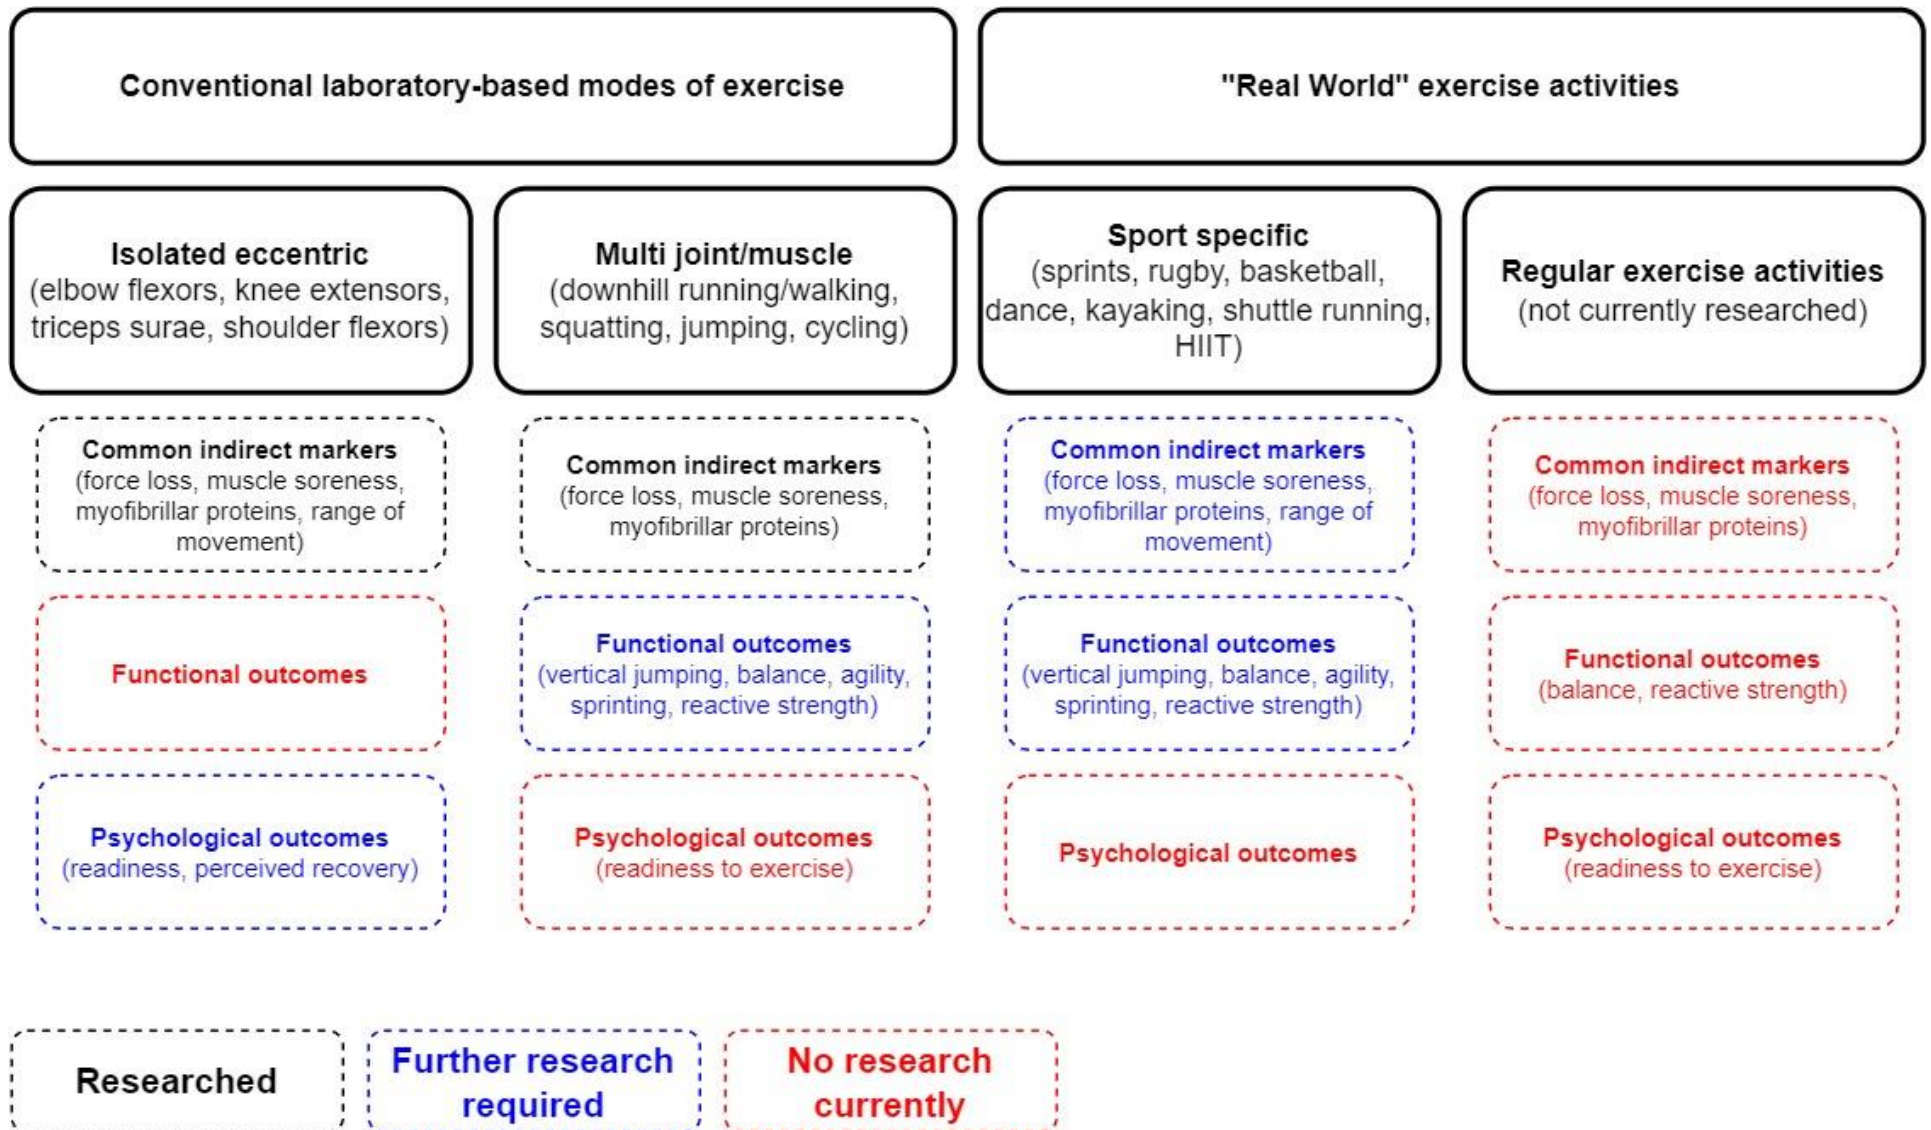 Conventional laboratory-based modes of exercise
"Real World" exercise activities
Isolated eccentric
(elbow flexors, knee extensors,
triceps surae, shoulder flexors)
Multi joint/muscle
(downhill running/walking,
squatting, jumping, cycling)
Sport specific
(sprints, rugby, basketball,
dance, kayaking, shuttle running,
HIIT)
Regular exercise activities
(not currently researched)
Common indirect markers
(force loss, muscle soreness,
myofibrillar proteins, range of
movement)
Common indirect markers
(force loss, muscle soreness,
myofibrillar proteins)
Common indirect markers
(force loss, muscle soreness,
myofibrillar proteins, range of
movement)
Common indirect markers
(force loss, muscle soreness,
myofibrillar proteins)
Functional outcomes
Functional outcomes
(vertical jumping, balance, agility,
sprinting, reactive strength)
Functional outcomes
(vertical jumping, balance, agility,
sprinting, reactive strength)
Functional outcomes
(balance, reactive strength)
Psychological outcomes
(readiness, perceived recovery)
Psychological outcomes
(readiness to exercise)
Psychological outcomes
Psychological outcomes
(readiness to exercise)
Researched
Further research
required
No research
currently